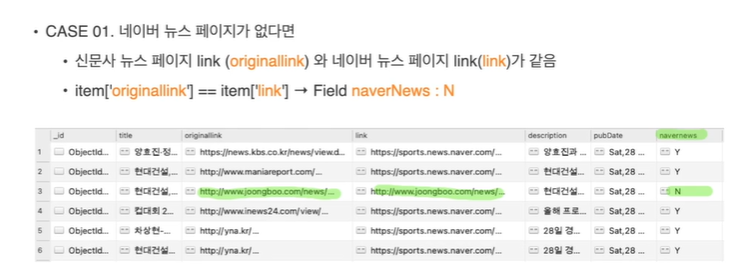 • CASE 01. 네이버 뉴스 페이지가 없다면
• 신문사 뉴스 페이지 link (originallink) 와 네이버 뉴스 페이지 link(link)가 같음
• item['originallink'] == item['link'] → Field naverNews : N
_id title originallink link description pubDate navernews
1 ObjectId... 양호진·정... https://news.kbs.co.kr/news/view.d... https://sports.news.naver.com/... 양효진과 ... Sat,28 ... Y
2 ObjectId... 현대건설,... http://www.maniareport.com/... https://sports.news.naver.com/... 현대건설... Sat,28 ... Y
3 ObjectId... 현대건설,... http://www.joongboo.com/news/... http://www.joongboo.com/news/... 현대건설... Sat,28 ... N
4 ObjectId... 컵대회 2... http://www.inews24.com/view/... https://sports.news.naver.com/... 올해 프로... Sat,28 ... Y
5 ObjectId... 차상현-... http://yna.kr/... https://sports.news.naver.com/... 28일 경... Sat,28 ... Y
6 ObjectId... 현대건설... http://yna.kr/... https://sports.news.naver.com/... 28일 경... Sat,28 ... Y